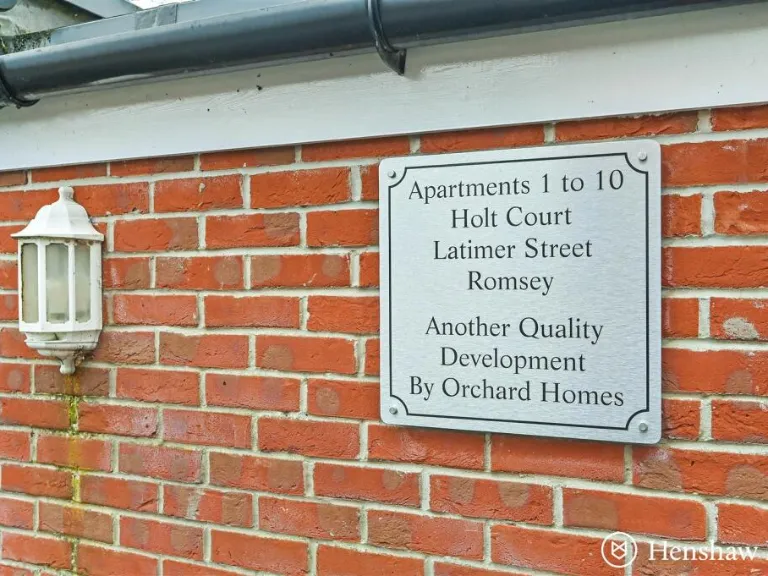 Apartments 1 to 10
Holt Court
Latimer Street
Romsey
Another Quality
Development
By Orchard Homes
Henshaw